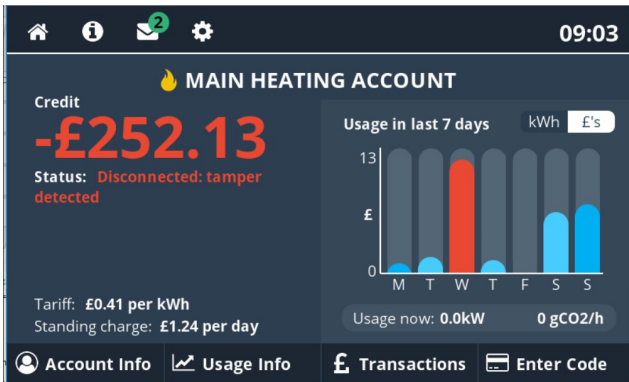 2
09:03
MAIN HEATING ACCOUNT
Credit
-£252.13
Status: Disconnected: tamper
detected
Tariff: £0.41 per kWh
Standing charge: £1.24 per day
Usage in last 7 days
kWh £'s
13
£
0
M T W T F S S
Usage now: 0.0kW 0 gCO2/h
Account Info Usage Info £ Transactions Enter Code